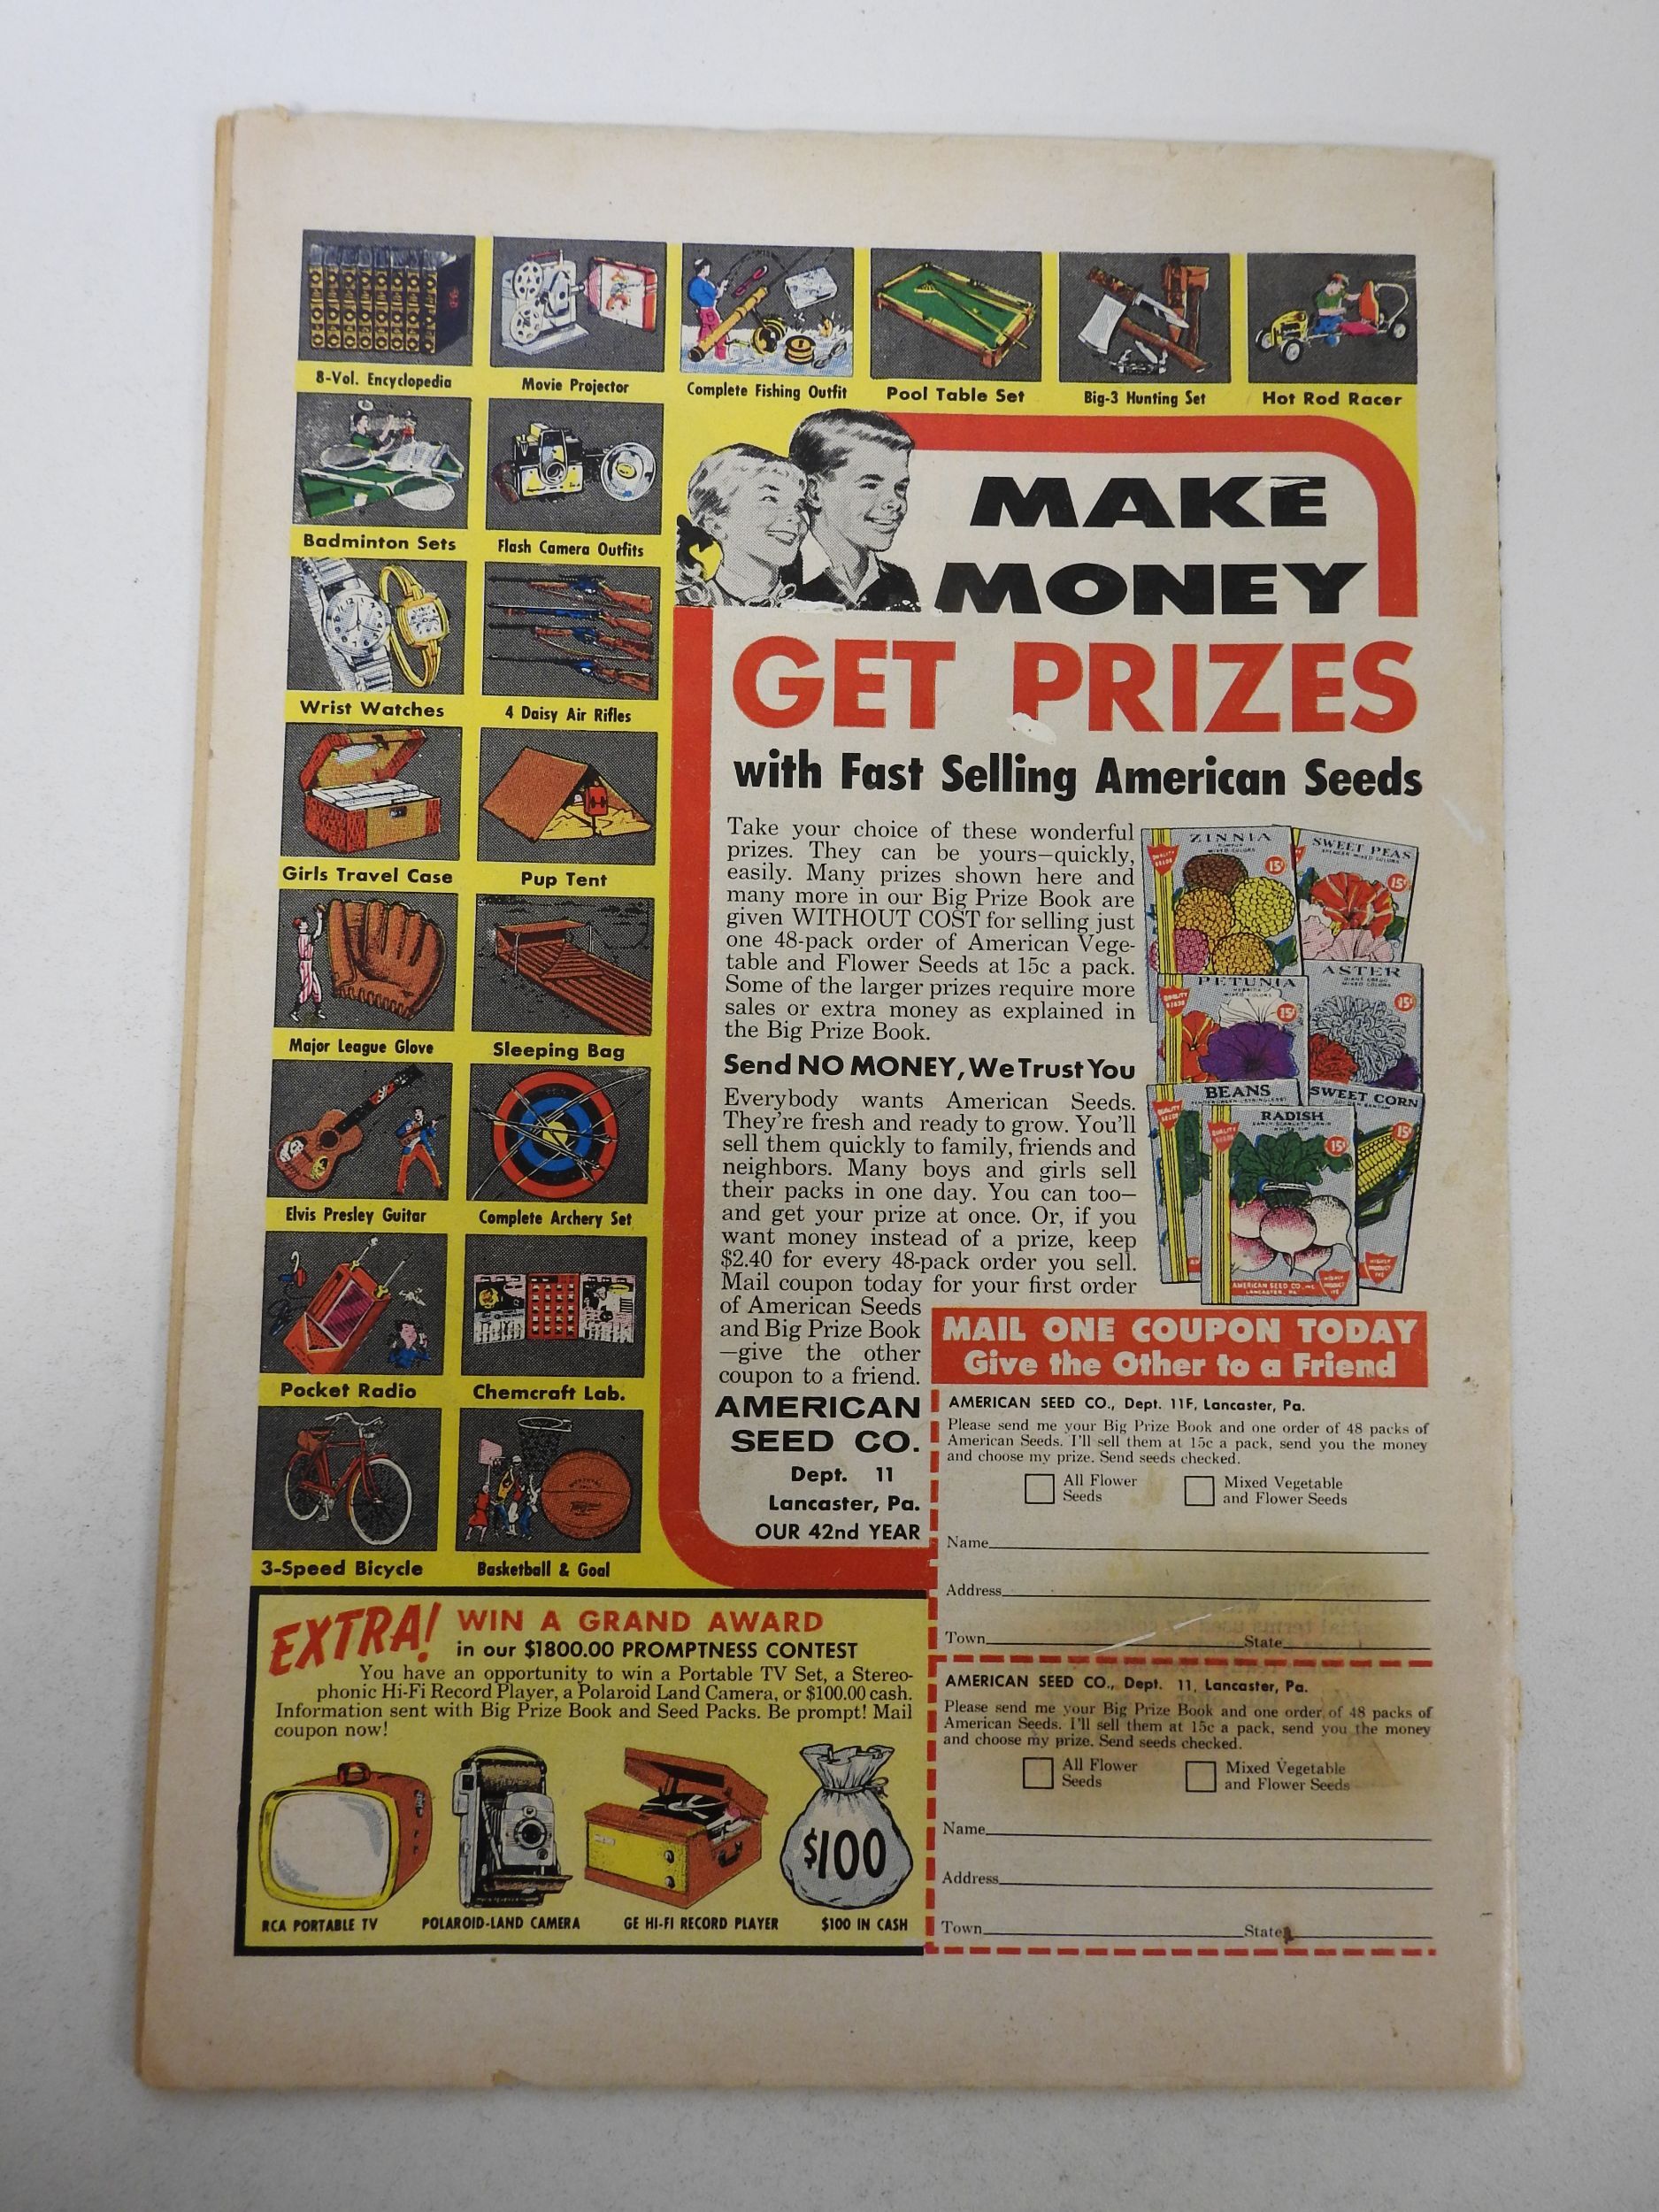 8-Vol. Encyclopedia
Movie Projector
Complete Fishing Outfit
Pool Table Set
Big-3 Hunting Set
Hot Rod Racer
Badminton Sets
Flash Camera Outfits
Wrist Watches
4 Daisy Air Rifles
Girls Travel Case
Pup Tent
Major League Glove
Sleeping Bag
Elvis Presley Guitar
Complete Archery Set
Pocket Radio
Chemcraft Lab.
3-Speed Bicycle
Basketball & Goal
MAKE
MONEY
GET PRIZES
with Fast Selling American Seeds
Take your choice of these wonderful
prizes. They can be yours—quickly,
easily. Many prizes shown here and
many more in our Big Prize Book are
given WITHOUT COST for selling just
one 48-pack order of American Vege-
table and Flower Seeds at 15c a pack.
Some of the larger prizes require more
sales or extra money as explained in
the Big Prize Book.
Send NO MONEY, We Trust You
Everybody wants American Seeds.
They're fresh and ready to grow. You'll
sell them quickly to family, friends and
neighbors. Many boys and girls sell
their packs in one day. You can too—
and get your prize at once. Or, if you
want money instead of a prize, keep
$2.40 for every 48-pack order you sell.
Mail coupon today for your first order
of American Seeds
and Big Prize Book
—give the other
coupon to a friend.
AMERICAN
SEED CO.
Dept. 11
Lancaster, Pa.
OUR 42nd YEAR
ZINNIA
MIXED COLORS
15¢
SWEET PEAS
15¢
PETUNIA
MIXED COLORS
15¢
ASTER
MIXED COLORS
15¢
BEANS
SWEET CORN
15¢
RADISH
15¢
QUALITY SEEDS
AMERICAN SEED CO., INC.
LANCASTER, PA.
MAIL ONE COUPON TODAY
Give the Other to a Friend
AMERICAN SEED CO., Dept. 11F, Lancaster, Pa.
Please send me your Big Prize Book and one order of 48 packs of
American Seeds. I'll sell them at 15c a pack, send you the money
and choose my prize. Send seeds checked.
All Flower Seeds
Mixed Vegetable and Flower Seeds
Name
Address
Town State
AMERICAN SEED CO., Dept. 11, Lancaster, Pa.
Please send me your Big Prize Book and one order of 48 packs of
American Seeds. I'll sell them at 15c a pack, send you the money
and choose my prize. Send seeds checked.
All Flower Seeds
Mixed Vegetable and Flower Seeds
Name
Address
Town State
EXTRA! WIN A GRAND AWARD
in our $1800.00 PROMPTNESS CONTEST
You have an opportunity to win a Portable TV Set, a Stereo-
phonic Hi-Fi Record Player, a Polaroid Land Camera, or $100.00 cash.
Information sent with Big Prize Book and Seed Packs. Be prompt! Mail
coupon now!
$100
RCA PORTABLE TV
POLAROID-LAND CAMERA
GE HI-FI RECORD PLAYER
$100 IN CASH